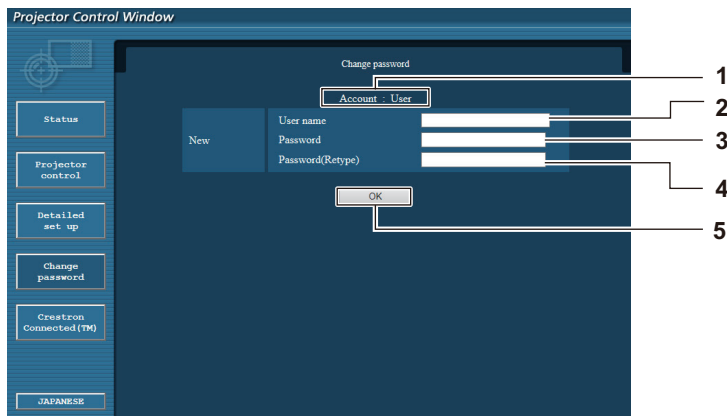 Projector Control Window
Change password
Account : User
New
User name
Password
Password(Retype)
OK
Status
Projector
control
Detailed
set up
Change
password
Crestron
Connected(TM)
JAPANESE
1
2
3
4
5